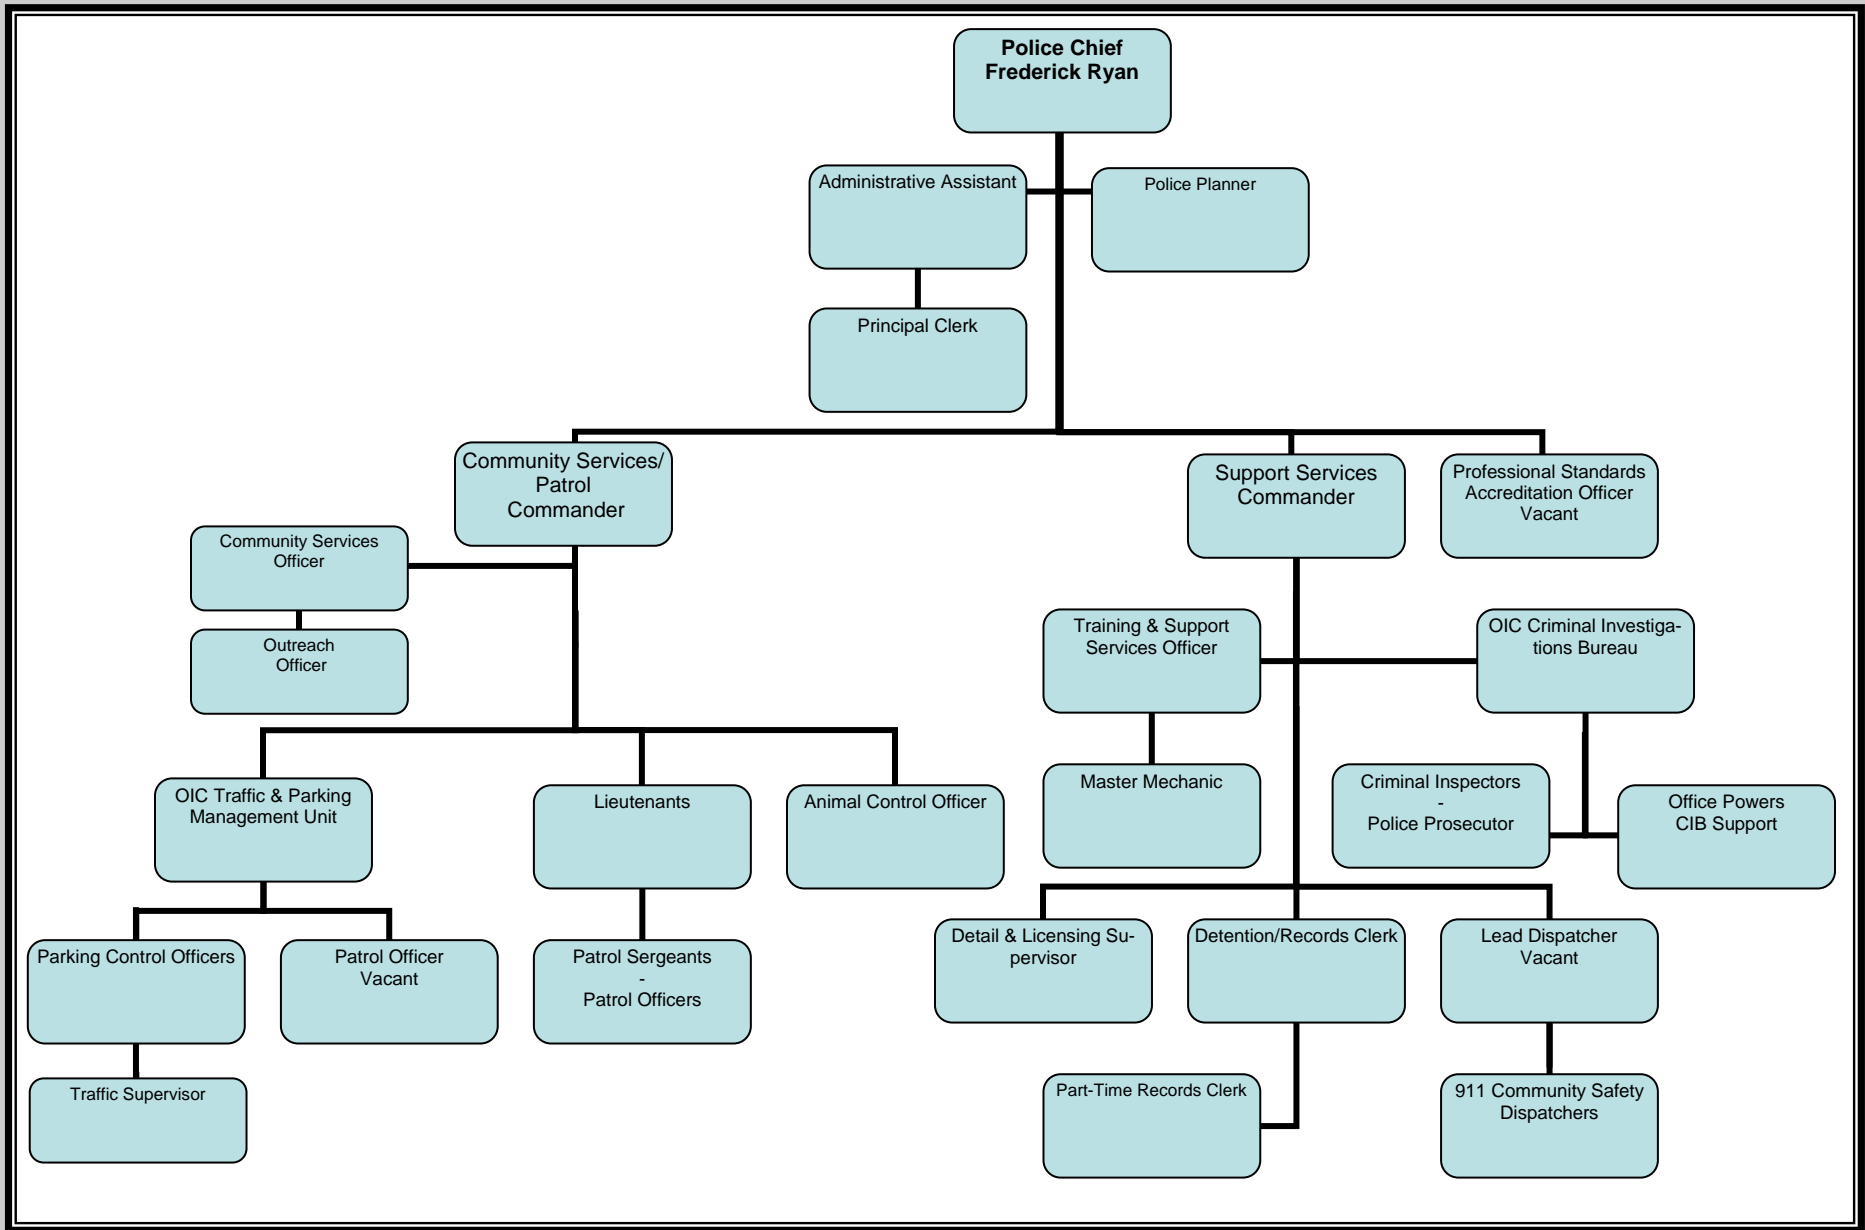 Police Chief
Frederick Ryan
Administrative Assistant
Police Planner
Principal Clerk
Community Services/
Patrol
Commander
Support Services
Commander
Professional Standards
Accreditation Officer
Vacant
Community Services
Officer
Outreach
Officer
Training & Support
Services Officer
OIC Criminal Investiga-
tions Bureau
OIC Traffic & Parking
Management Unit
Lieutenants
Animal Control Officer
Master Mechanic
Criminal Inspectors
-
Police Prosecutor
Office Powers
CIB Support
Parking Control Officers
Patrol Officer
Vacant
Patrol Sergeants
-
Patrol Officers
Detail & Licensing Su-
pervisor
Detention/Records Clerk
Lead Dispatcher
Vacant
Traffic Supervisor
Part-Time Records Clerk
911 Community Safety
Dispatchers